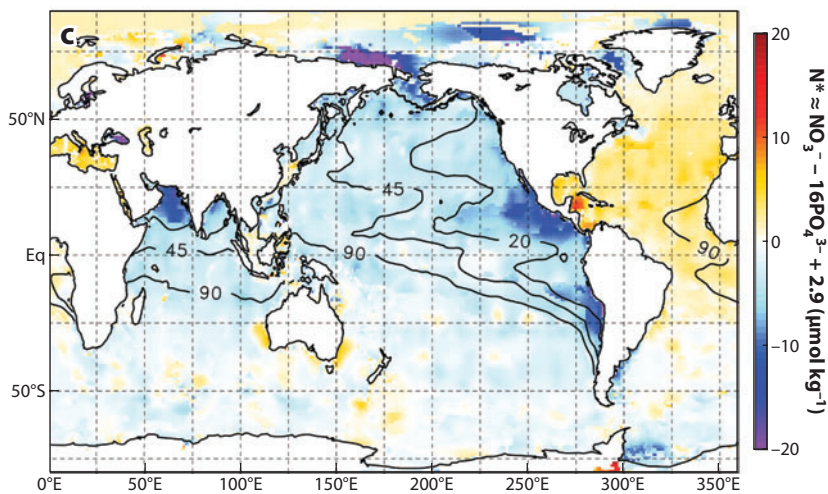 C
50°N
Eq
50°S
45
90
45
90
20
90
0°E
50°E
100°E
150°E
200°E
250°E
300°E
350°E
20
10
0
−10
−20
N* ≈ NO₃⁻ − 16PO₄³⁻ + 2.9 (μmol kg⁻¹)